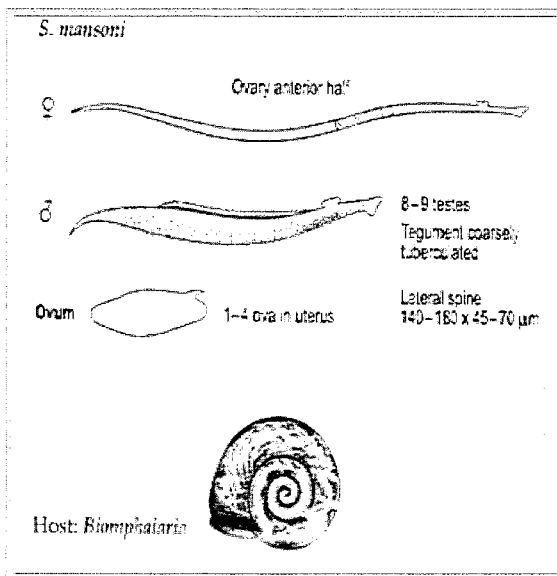 S. mansoni
Ovary anterior half
♀
♂
8–9 testes
Tegument coarsely
tuberculated
Ovum
1–4 ova in uterus
Lateral spine
140–180 x 45–70 µm
Host: Biomphalaria